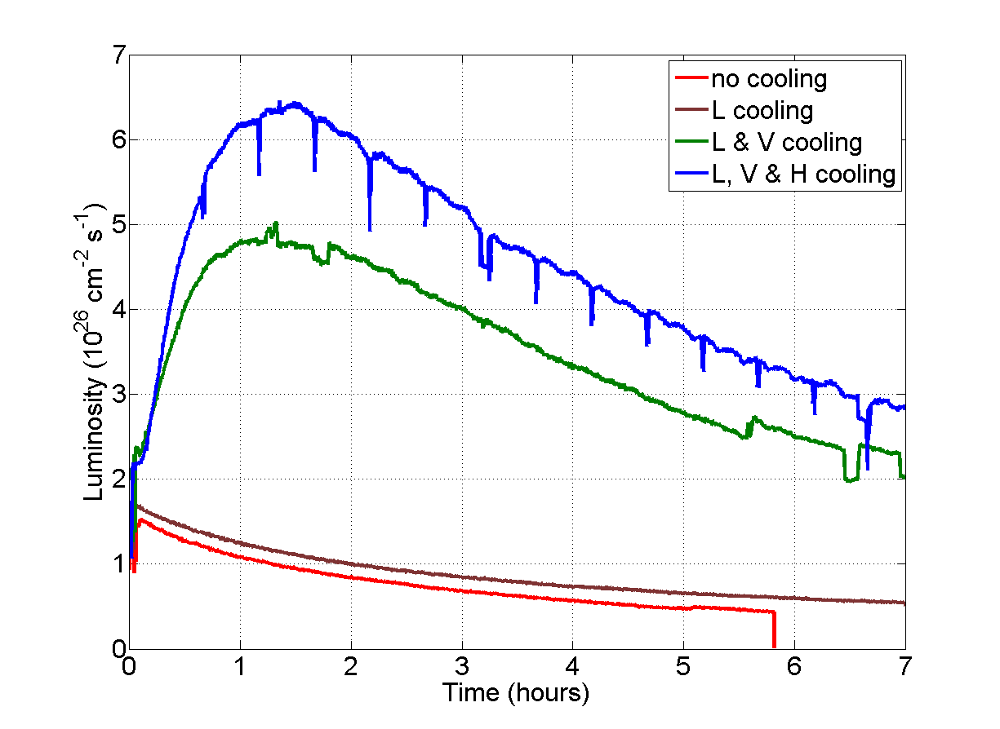 no cooling
L cooling
L & V cooling
L, V & H cooling
7
6
5
4
3
2
1
0
Luminosity (10^26 cm^-2 s^-1)
0 1 2 3 4 5 6 7
Time (hours)